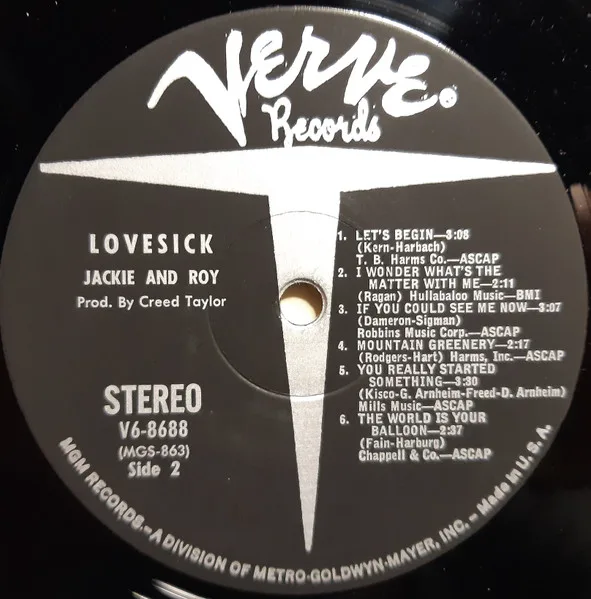 VERVE
Records
LOVESICK
JACKIE AND ROY
Prod. By Creed Taylor
STEREO
V6-8688
(MGS-863)
Side 2
1. LET'S BEGIN—3:08
(Kern-Harbach)
T. B. Harms Co.—ASCAP
2. I WONDER WHAT'S THE
MATTER WITH ME—2:11
(Ragan) Hullabaloo Music—BMI
3. IF YOU COULD SEE ME NOW—3:07
(Dameron-Sigman)
Robbins Music Corp.—ASCAP
4. MOUNTAIN GREENERY—2:17
(Rodgers-Hart) Harms, Inc.—ASCAP
5. YOU REALLY STARTED
SOMETHING—3:30
(Kisco-G. Arnheim-Freed-D. Arnheim)
Mills Music—ASCAP
6. THE WORLD IS YOUR
BALLOON—2:37
(Fain-Harburg)
Chappell & Co.—ASCAP
MGM RECORDS.—A DIVISION OF METRO-GOLDWYN-MAYER, INC. – Made in U. S. A.